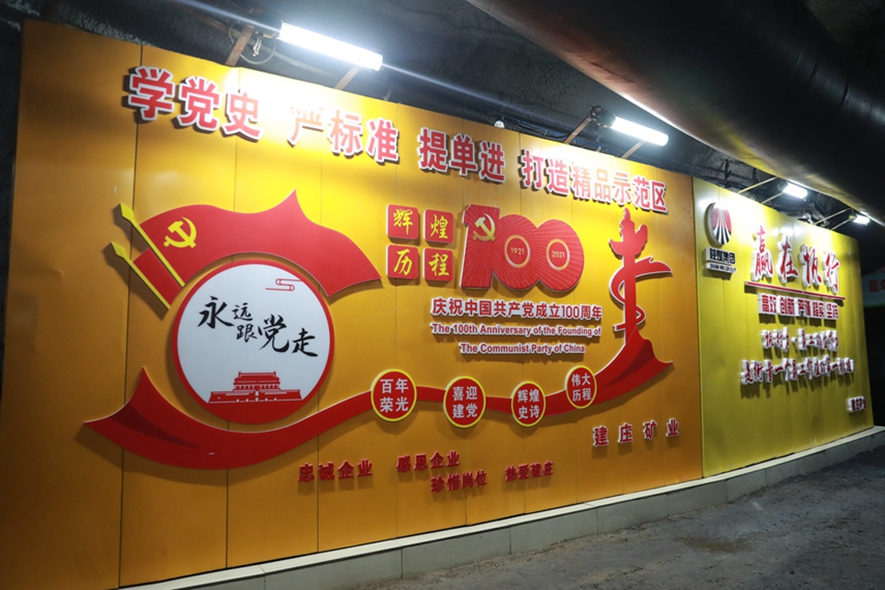 学党史 严标准 提单进 打造精品示范区
辉煌
历程
100
1921
2021
庆祝中国共产党成立100周年
The 100th Anniversary of the Founding of
The Communist Party of China
永远跟党走
百年
荣光
喜迎
建党
辉煌
史诗
伟大
历程
建庄矿业
忠诚企业 感恩企业
珍惜岗位 热爱建庄
赢在执行